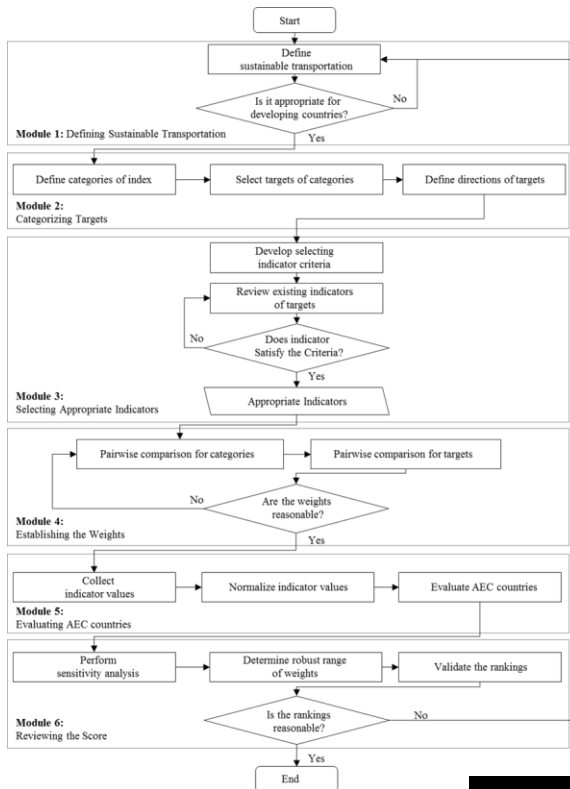 Start
Define
sustainable transportation
Is it appropriate for
developing countries?
No
Module 1: Defining Sustainable Transportation
Yes
Define categories of index
Select targets of categories
Define directions of targets
Module 2:
Categorizing Targets
Develop selecting
indicator criteria
Review existing indicators
of targets
No
Does indicator
Satisfy the Criteria?
Yes
Module 3:
Selecting Appropriate Indicators
Appropriate Indicators
Pairwise comparison for categories
Pairwise comparison for targets
No
Are the weights
reasonable?
Module 4:
Establishing the Weights
Yes
Collect
indicator values
Normalize indicator values
Evaluate AEC countries
Module 5:
Evaluating AEC countries
Perform
sensitivity analysis
Determine robust range
of weights
Validate the rankings
Is the rankings
reasonable?
No
Module 6:
Reviewing the Score
Yes
End